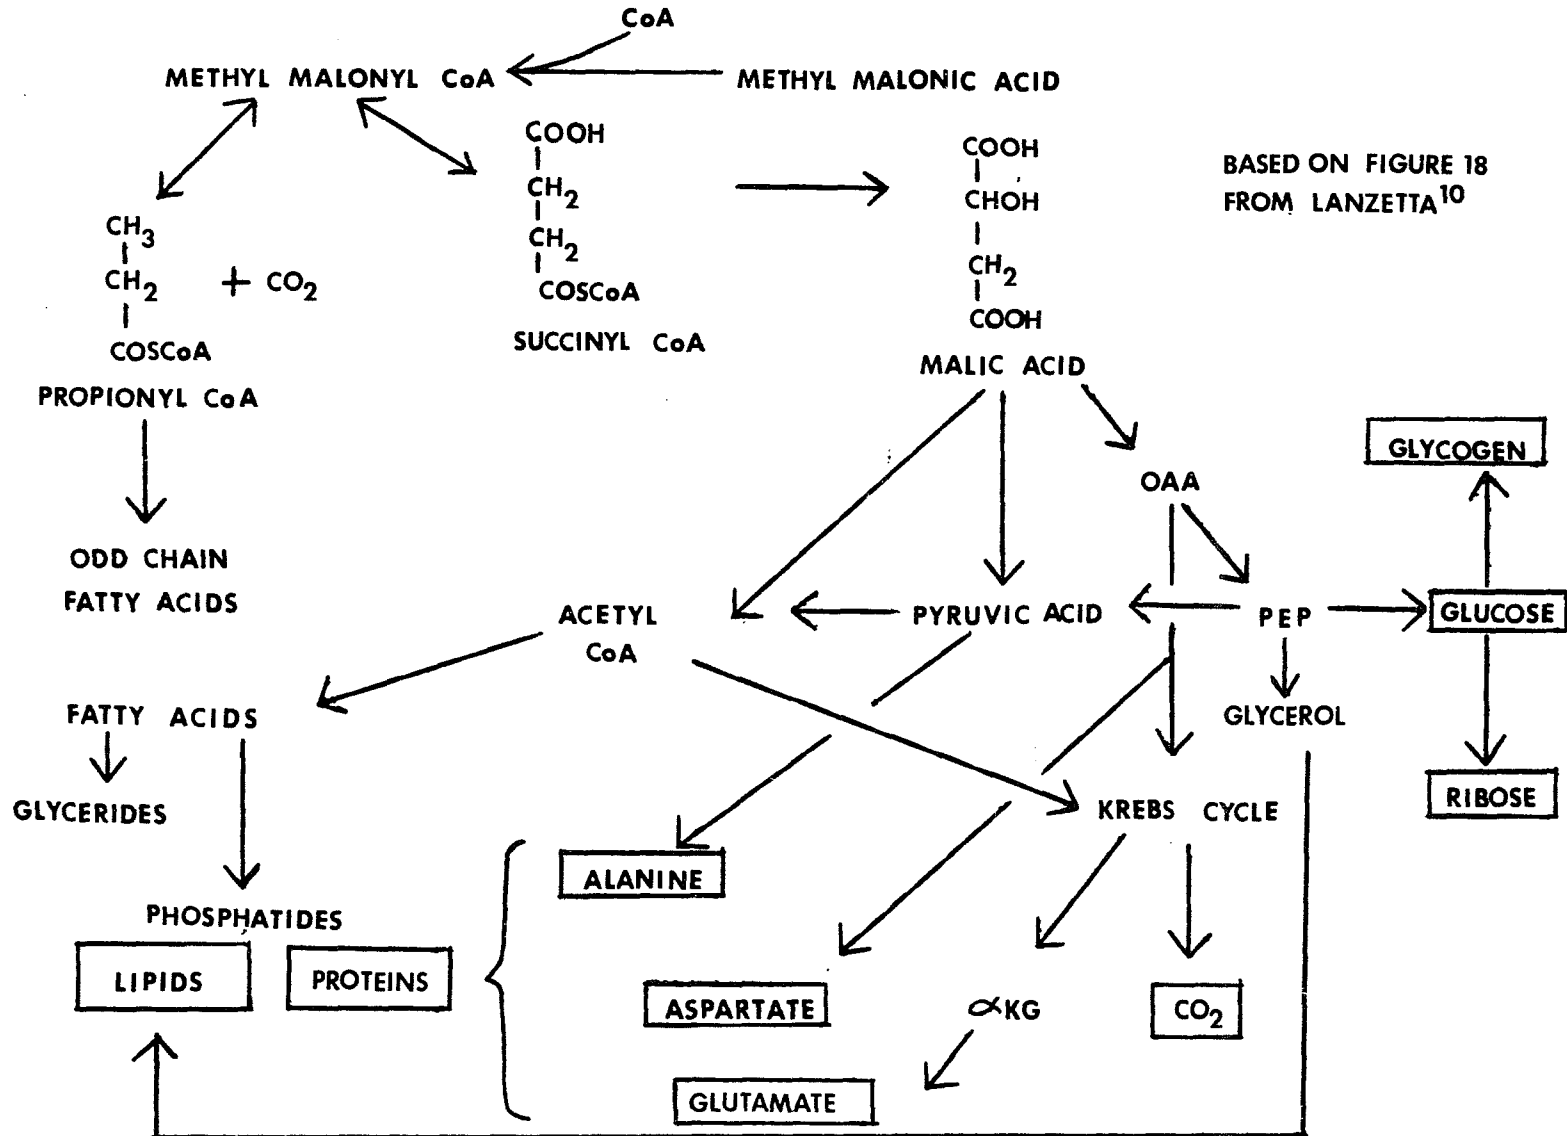 CoA
METHYL MALONYL CoA
METHYL MALONIC ACID
COOH
CH2
CH2
COSCoA
SUCCINYL CoA
COOH
CHOH
CH2
COOH
MALIC ACID
BASED ON FIGURE 18
FROM LANZETTA10
CH3
CH2
+ CO2
COSCoA
PROPIONYL CoA
ODD CHAIN
FATTY ACIDS
OAA
GLYCOGEN
ACETYL
CoA
PYRUVIC ACID
PEP
GLUCOSE
GLYCEROL
RIBOSE
FATTY ACIDS
GLYCERIDES
PHOSPHATIDES
LIPIDS
PROTEINS
KREBS CYCLE
ALANINE
ASPARTATE
∝KG
CO2
GLUTAMATE